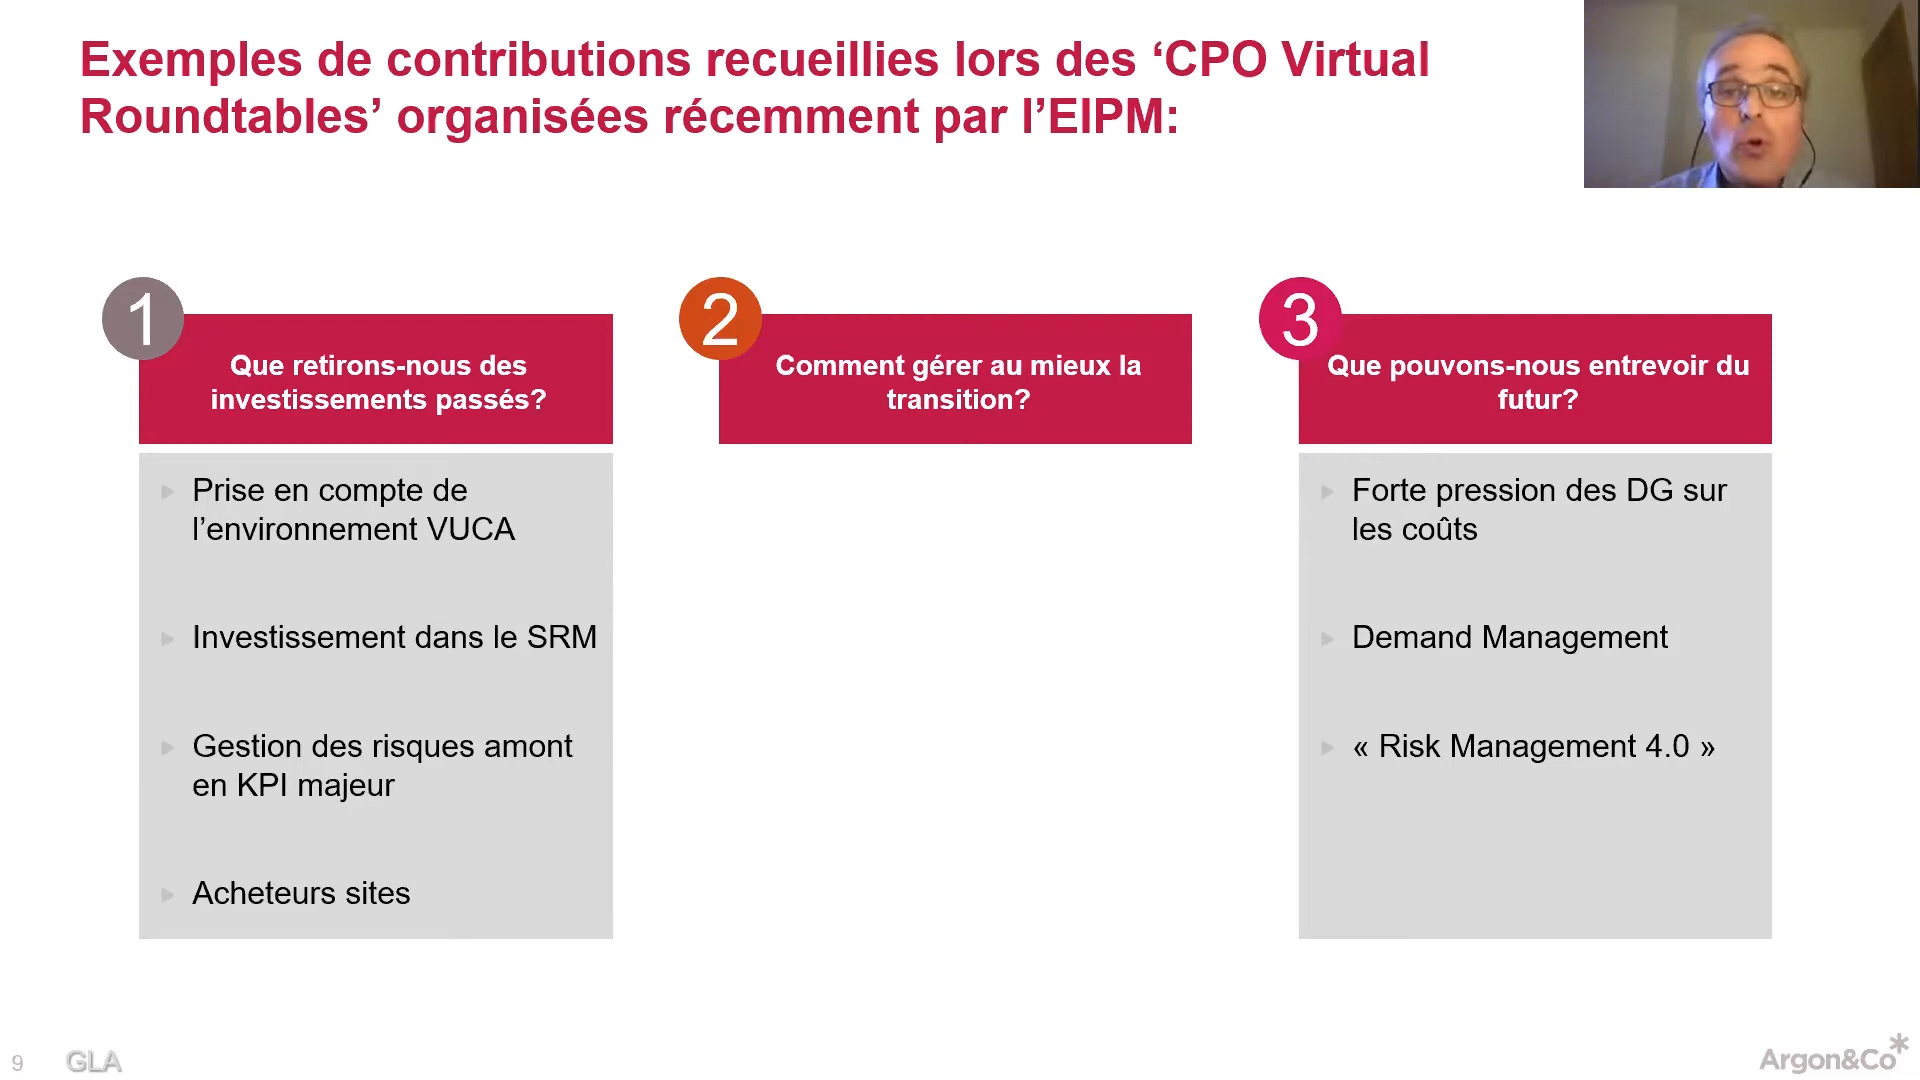 Exemples de contributions recueillies lors des ‘CPO Virtual
Roundtables’ organisées récemment par l’EIPM:
1
Que retirons-nous des
investissements passés?
Prise en compte de
l’environnement VUCA
Investissement dans le SRM
Gestion des risques amont
en KPI majeur
Acheteurs sites
2
Comment gérer au mieux la
transition?
3
Que pouvons-nous entrevoir du
futur?
Forte pression des DG sur
les coûts
Demand Management
« Risk Management 4.0 »
9
GLA
Argon&Co